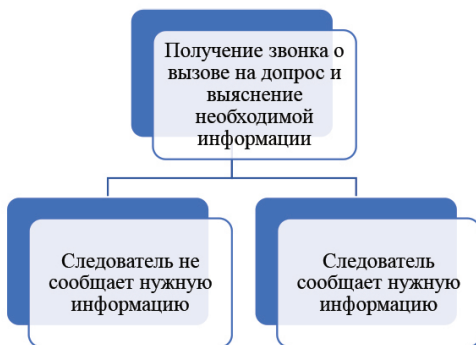 Получение звонка о
вызове на допрос и
выяснение
необходимой
информации
Следователь не
сообщает нужную
информацию
Следователь
сообщает нужную
информацию